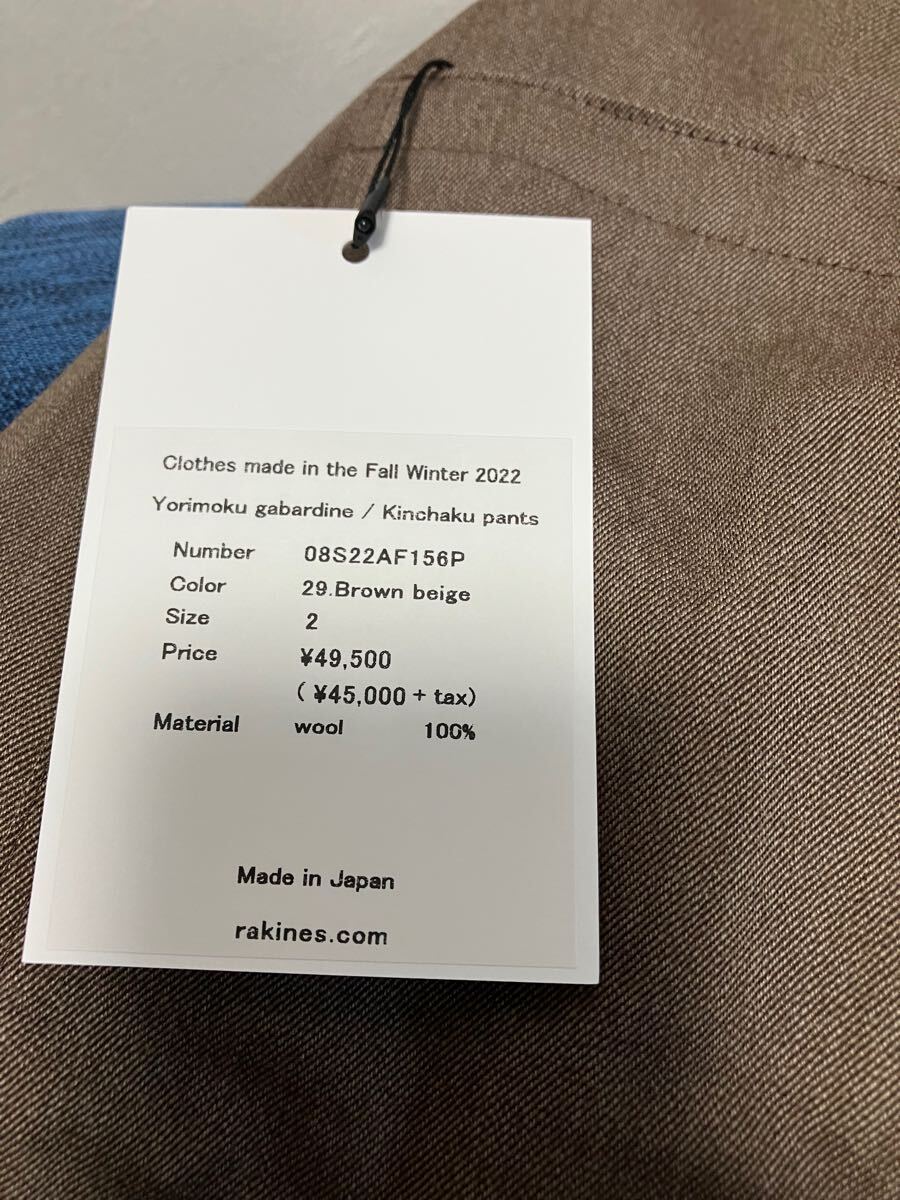 Clothes made in the Fall Winter 2022
Yorimoku gabardine / Kinchaku pants
Number 08S22AF156P
Color 29.Brown beige
Size 2
Price ¥49,500
(¥45,000 + tax)
Material wool 100%
Made in Japan
rakines.com